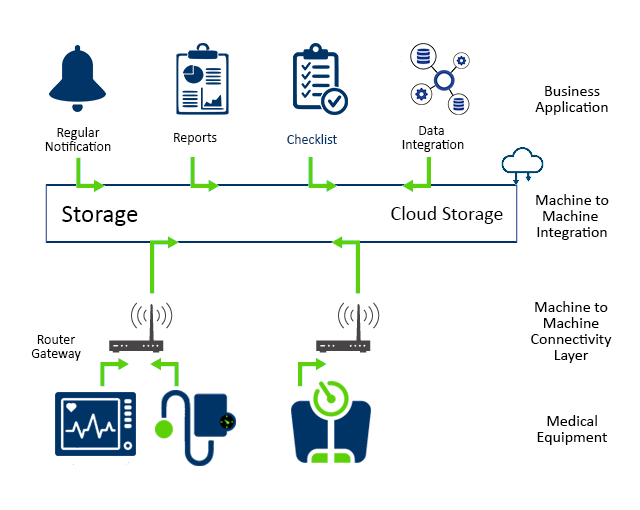 Regular
Notification
Reports
Checklist
Data
Integration
Business
Application
Storage
Cloud Storage
Machine to
Machine
Integration
Router
Gateway
Machine to
Machine
Connectivity
Layer
Medical
Equipment